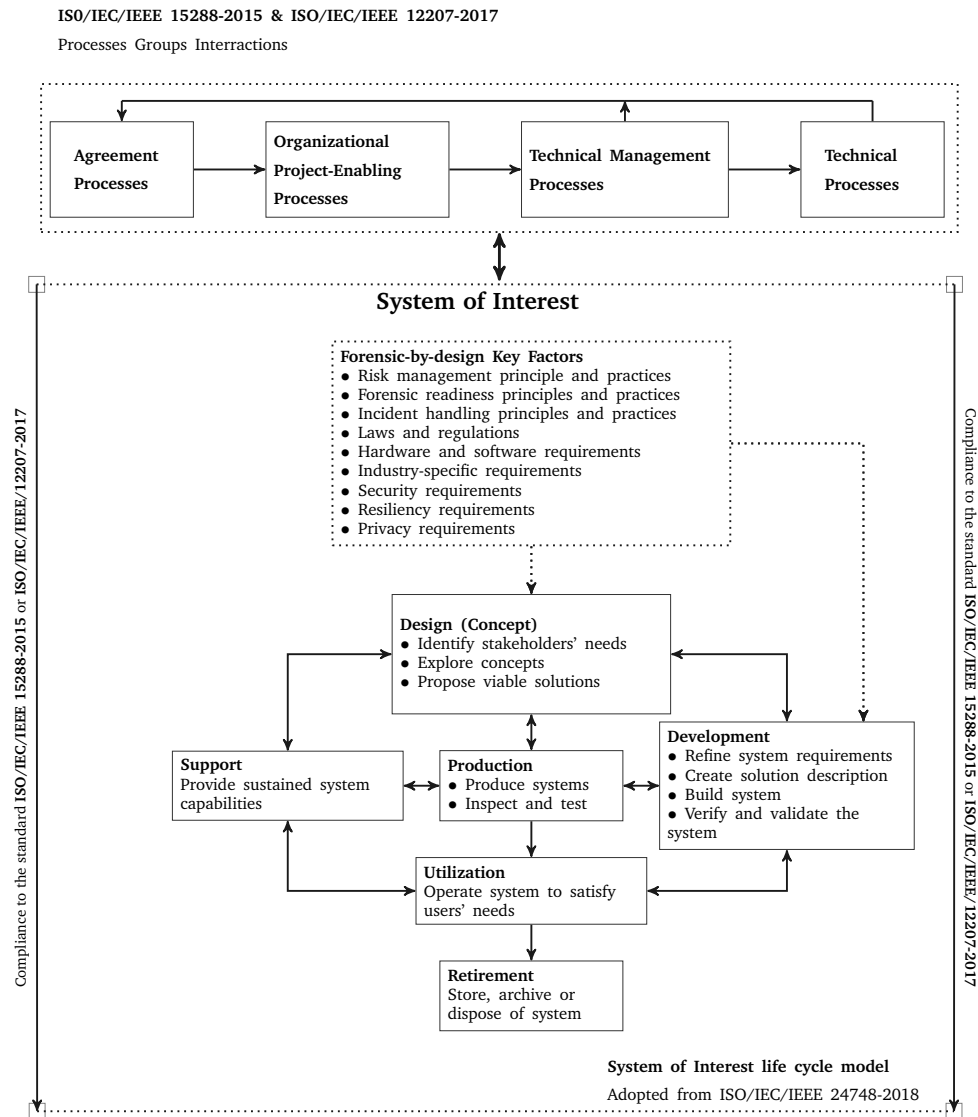 IS0/IEC/IEEE 15288-2015 & ISO/IEC/IEEE 12207-2017
Processes Groups Interractions
Agreement
Processes
Organizational
Project-Enabling
Processes
Technical Management
Processes
Technical
Processes
System of Interest
Forensic-by-design Key Factors
● Risk management principle and practices
● Forensic readiness principles and practices
● Incident handling principles and practices
● Laws and regulations
● Hardware and software requirements
● Industry-specific requirements
● Security requirements
● Resiliency requirements
● Privacy requirements
Compliance to the standard ISO/IEC/IEEE 15288-2015 or ISO/IEC/IEEE/12207-2017
Compliance to the standard ISO/IEC/IEEE 15288-2015 or ISO/IEC/IEEE/12207-2017
Design (Concept)
● Identify stakeholders' needs
● Explore concepts
● Propose viable solutions
Support
Provide sustained system
capabilities
Production
● Produce systems
● Inspect and test
Development
● Refine system requirements
● Create solution description
● Build system
● Verify and validate the
system
Utilization
Operate system to satisfy
users' needs
Retirement
Store, archive or
dispose of system
System of Interest life cycle model
Adopted from ISO/IEC/IEEE 24748-2018